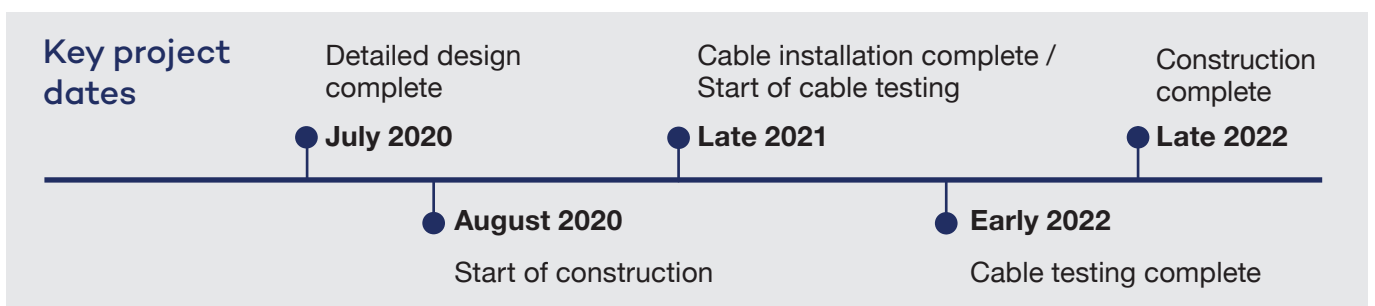 Key project
dates
Detailed design
complete
July 2020
August 2020
Start of construction
Cable installation complete /
Start of cable testing
Late 2021
Early 2022
Cable testing complete
Construction
complete
Late 2022